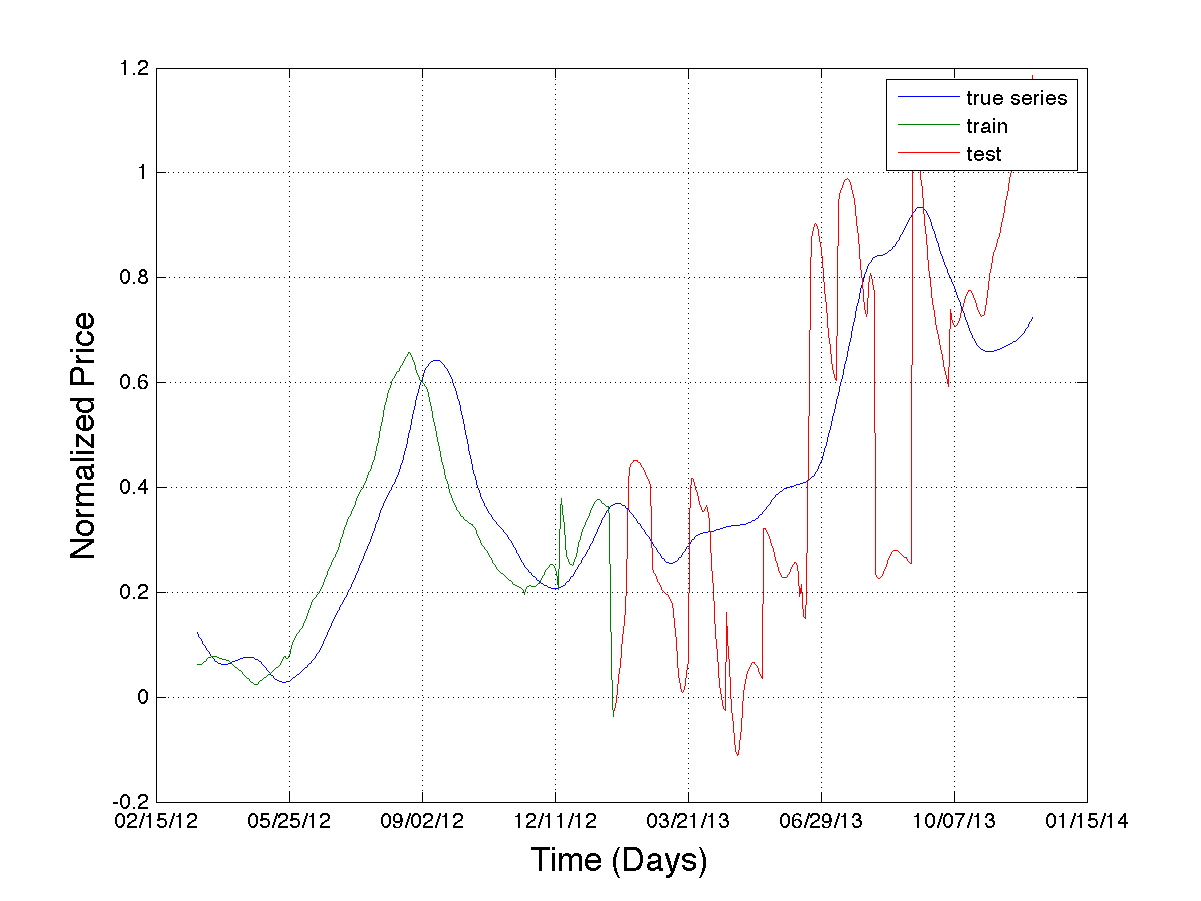 1.2
1
0.8
0.6
0.4
0.2
0
-0.2
Normalized Price
true series
train
test
02/15/12 05/25/12 09/02/12 12/11/12 03/21/13 06/29/13 10/07/13 01/15/14
Time (Days)